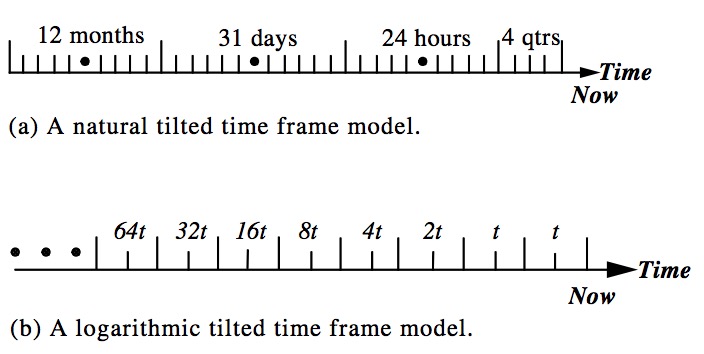 12 months 31 days 24 hours 4 qtrs
Time
Now
(a) A natural tilted time frame model.
64t 32t 16t 8t 4t 2t t t
Time
Now
(b) A logarithmic tilted time frame model.